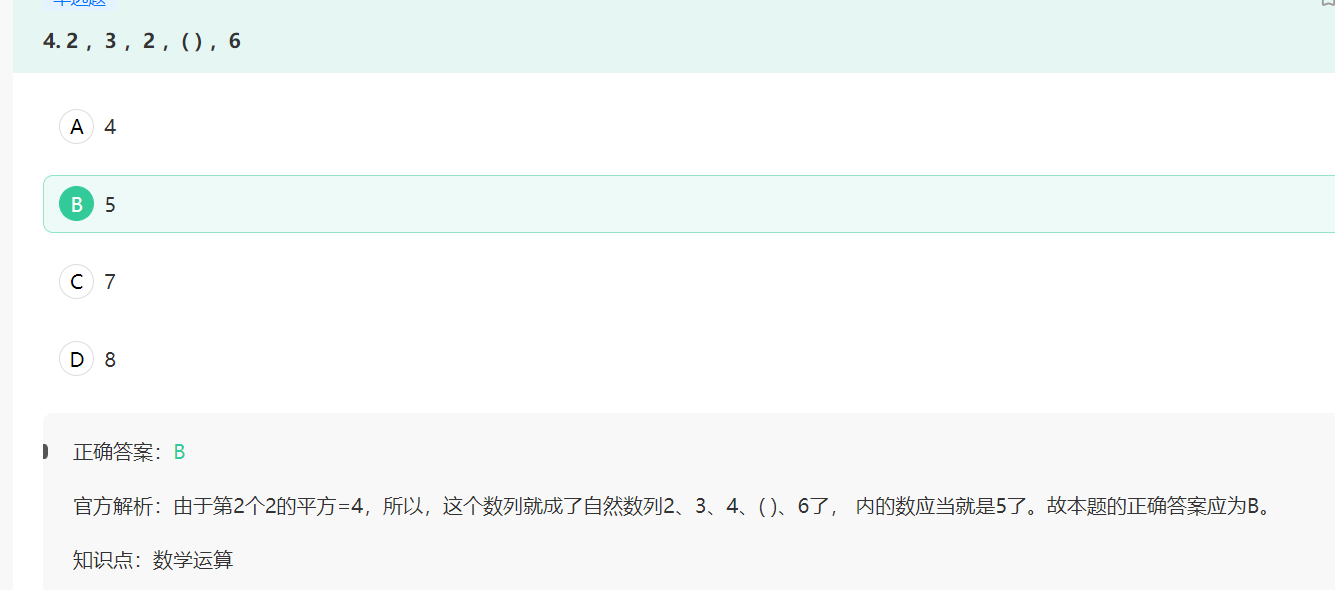 单选题
4. 2 ，3 ，2 ，( ) ，6
A 4
B 5
C 7
D 8
正确答案：B
官方解析：由于第2个2的平方=4，所以，这个数列就成了自然数列2、3、4、( )、6了， 内的数应当就是5了。故本题的正确答案应为B。
知识点：数学运算